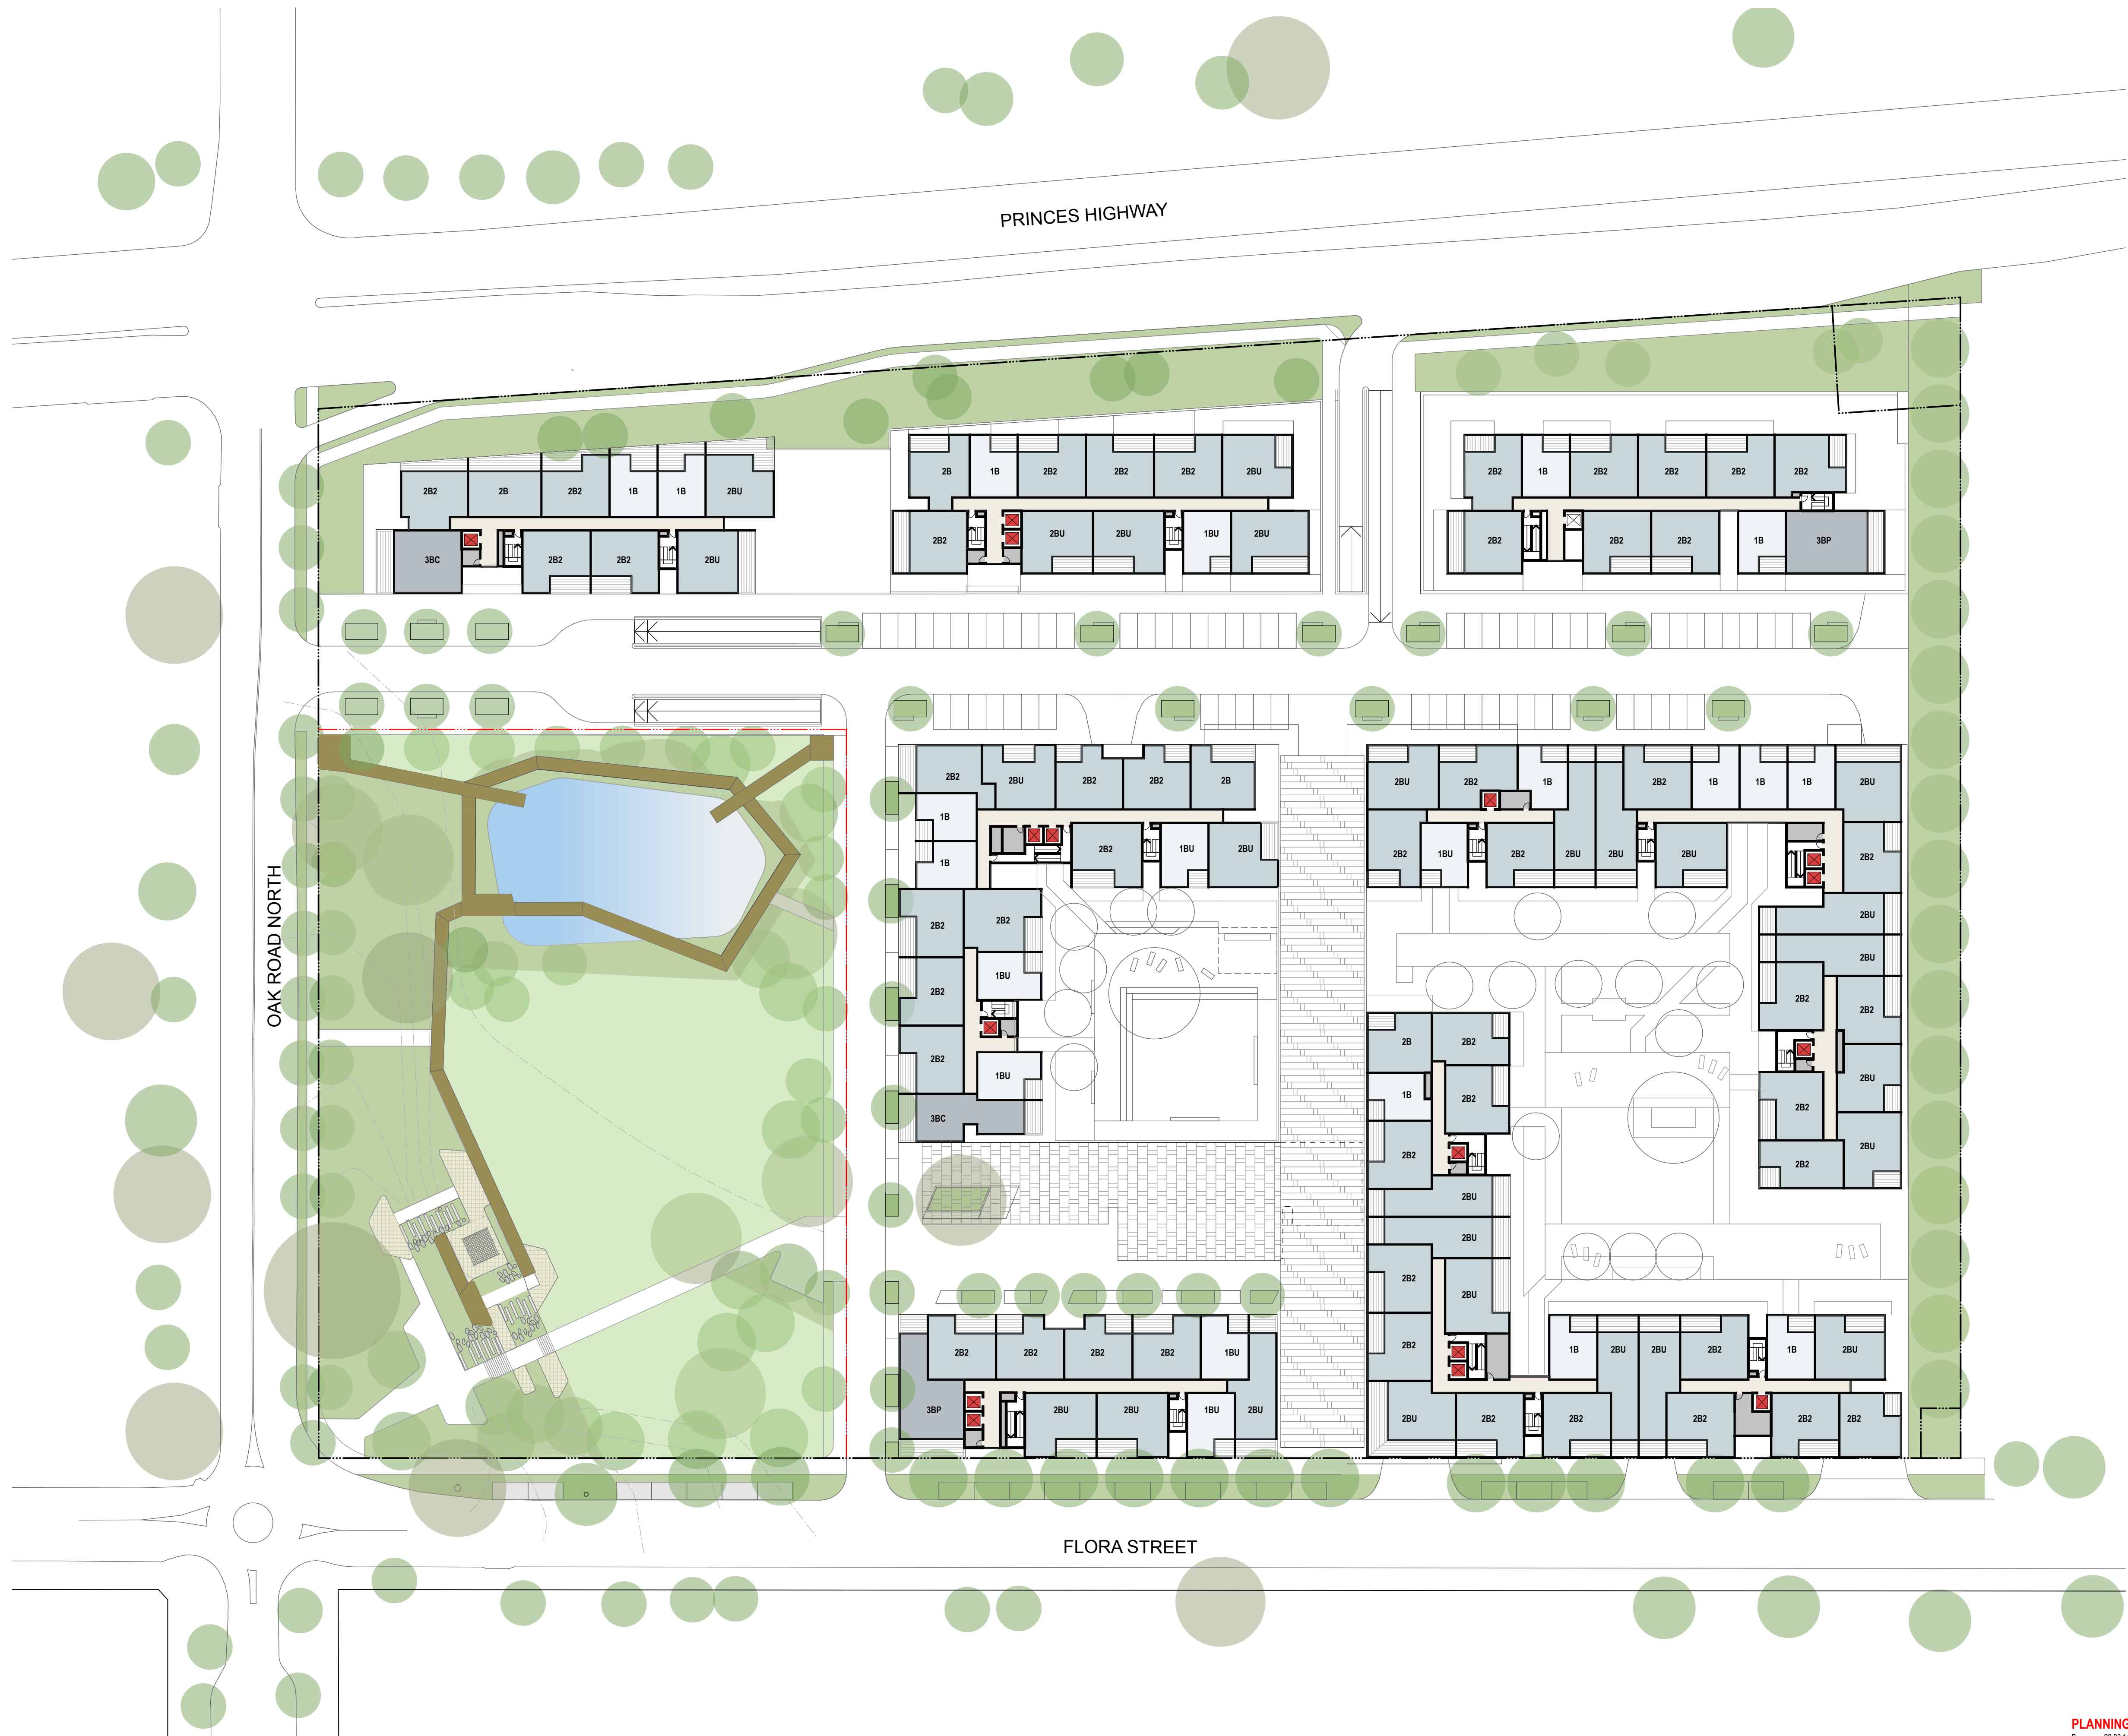 PRINCES HIGHWAY
2B2 2B 2B2 1B 1B 2BU
3BC 2B2 2B2 2BU
2B 1B 2B2 2B2 2B2 2BU
2B2 2BU 2BU 1BU 2BU
2B2 1B 2B2 2B2 2B2 2B2
2B2 2B2 2B2 1B 3BP
OAK ROAD NORTH
2B2 2BU 2B2 2B2 2B
1B
1B
2B2 1BU 2BU
2B2 2B2
1BU
2B2
2B2
1BU
3BC
2B2 2B2 2B2 2B2 1BU
3BP 2BU 2BU 1BU 2BU
2BU 2B2 1B 2B2 1B 1B 1B 2BU
2B2 1BU 2B2 2BU 2BU 2BU 2B2
2BU
2BU
2B2 2B2
2BU
2B2
2B2 2BU
2B 2B2
1B 2B2
2B2
2BU
2BU
2B2 2BU
2B2
1B 2BU 2BU 2B2 1B 2BU
2BU 2B2 2B2 2B2 2B2 2B2
FLORA STREET
PLANNING